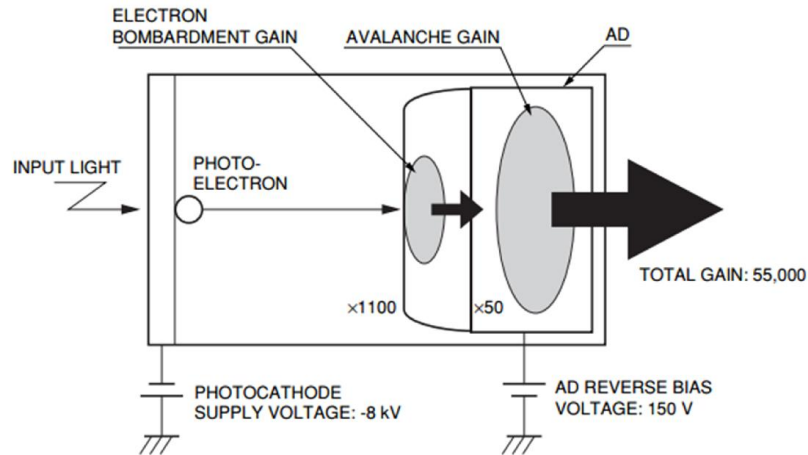 ELECTRON
BOMBARDMENT GAIN
AVALANCHE GAIN
AD
INPUT LIGHT
PHOTO-
ELECTRON
×1100
×50
TOTAL GAIN: 55,000
PHOTOCATHODE
SUPPLY VOLTAGE: -8 kV
AD REVERSE BIAS
VOLTAGE: 150 V